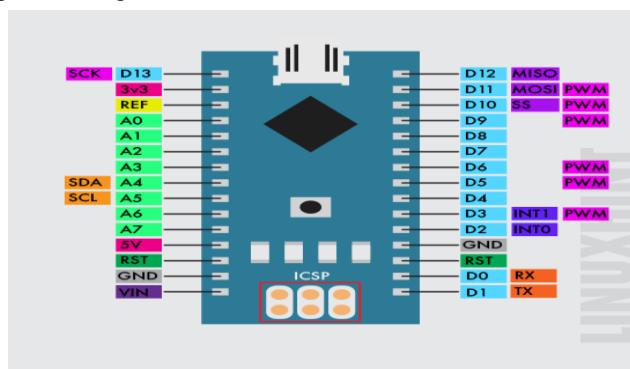 SCK D13 D12 MISO
3v3 D11 MOSI PWM
REF D10 SS PWM
A0 D9 PWM
A1 D8
A2 D7
A3 D6 PWM
SDA A4 D5 PWM
SCL A5 D4
A6 D3 INT1 PWM
A7 D2 INT0
5V GND
RST RST
ICSP
GND D0 RX
VIN D1 TX
LINUXHINT